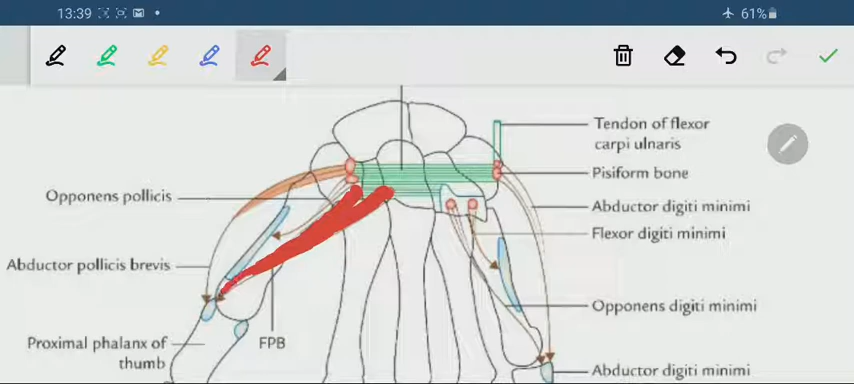 13:39
61%
Tendon of flexor
carpi ulnaris
Pisiform bone
Opponens pollicis
Abductor digiti minimi
Flexor digiti minimi
Abductor pollicis brevis
Opponens digiti minimi
Proximal phalanx of
thumb
FPB
Abductor digiti minimi